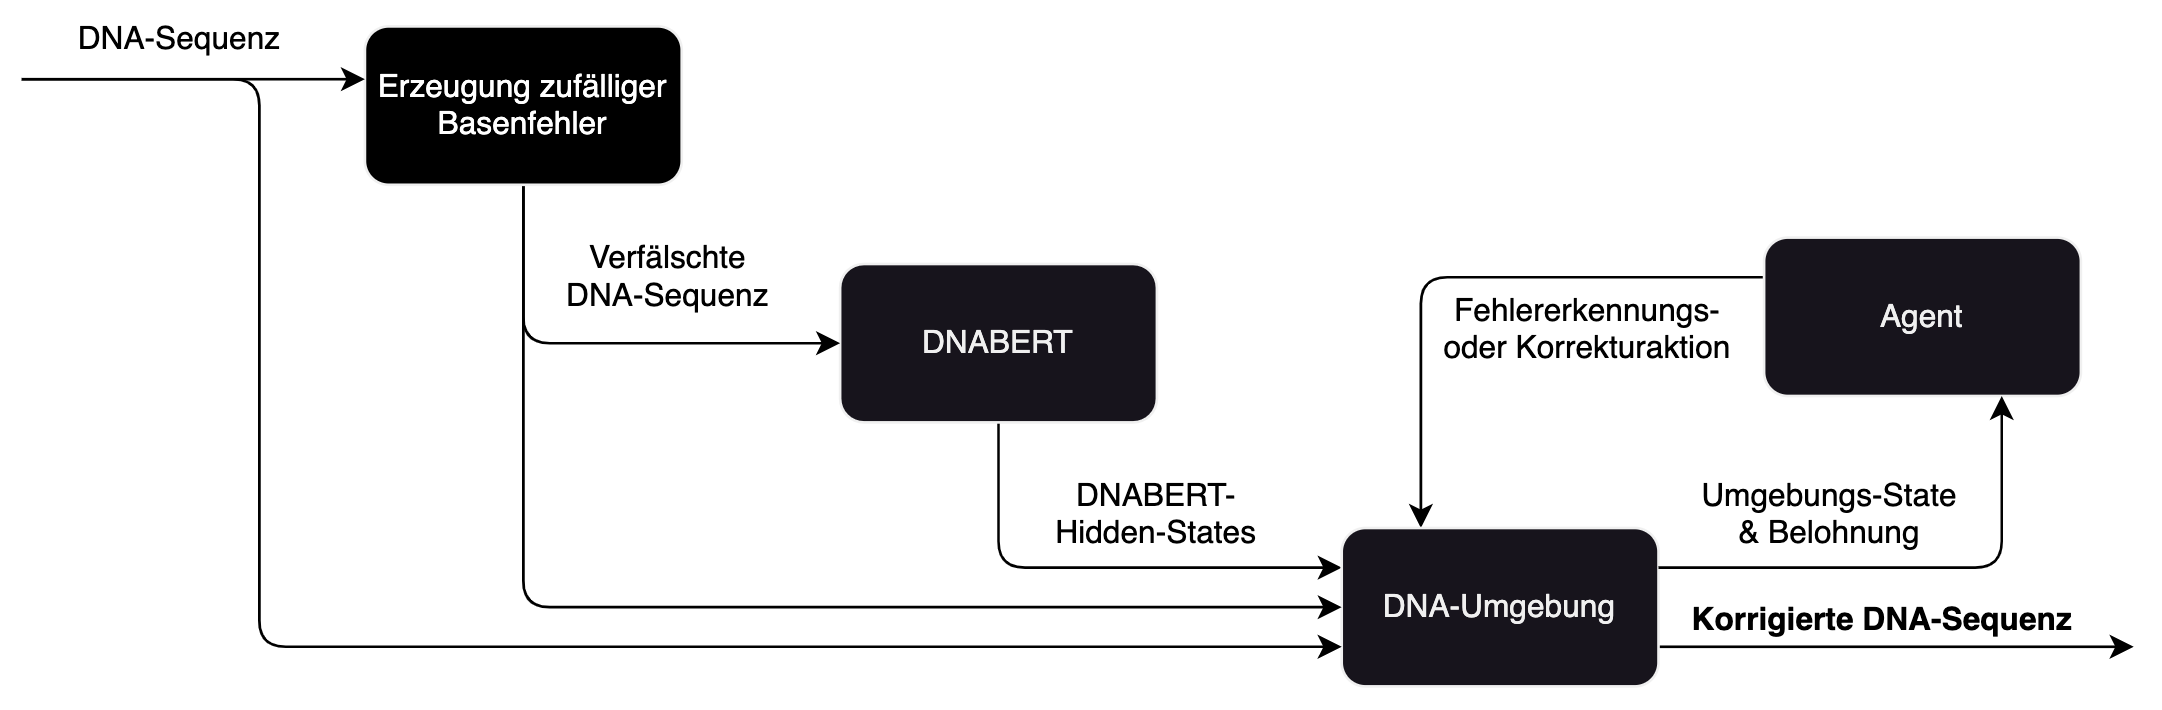 DNA-Sequenz
Erzeugung zufälliger
Basenfehler
Verfälschte
DNA-Sequenz
DNABERT
Fehlererkennungs-
oder Korrekturaktion
Agent
DNABERT-
Hidden-States
Umgebungs-State
& Belohnung
DNA-Umgebung
Korrigierte DNA-Sequenz